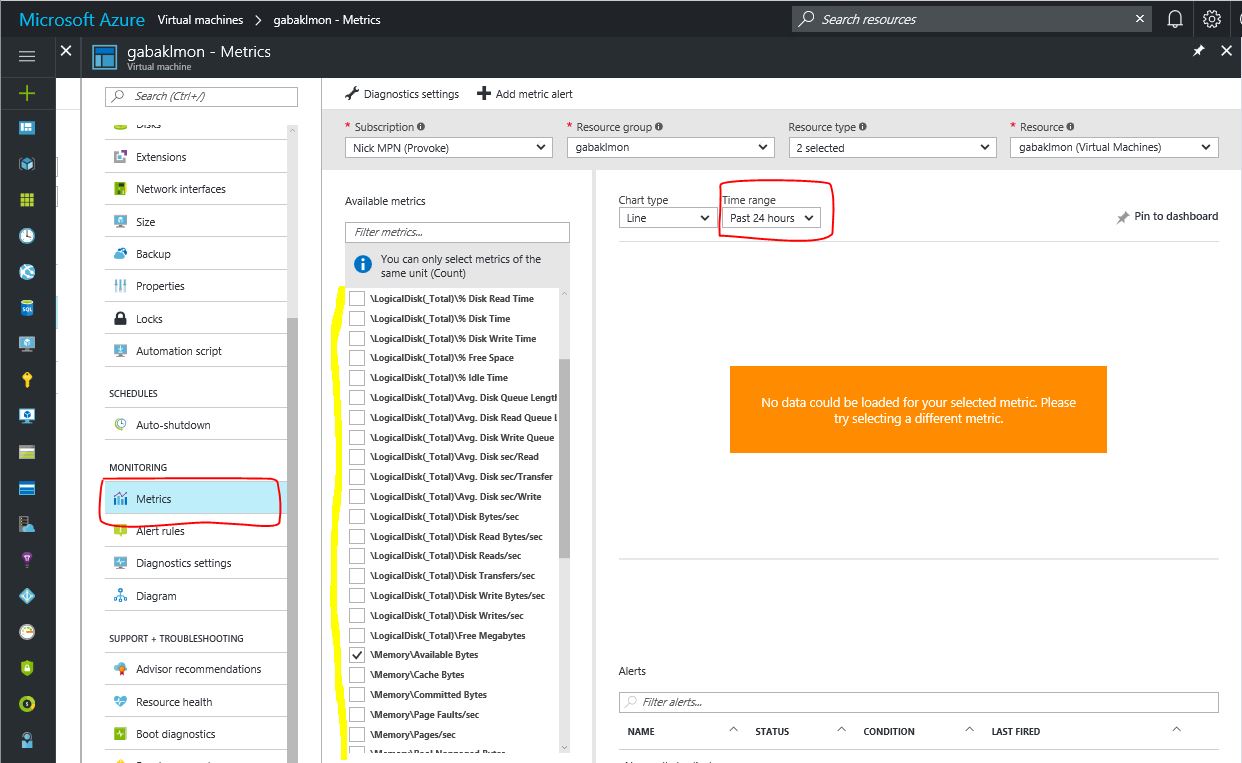 Microsoft Azure Virtual machines > gabaklmon - Metrics
Search resources
gabaklmon - Metrics
Virtual machine
Search (Ctrl+/)
Disks
Extensions
Network interfaces
Size
Backup
Properties
Locks
Automation script
SCHEDULES
Auto-shutdown
MONITORING
Metrics
Alert rules
Diagnostics settings
Diagram
SUPPORT + TROUBLESHOOTING
Advisor recommendations
Resource health
Boot diagnostics
Diagnostics settings
Add metric alert
* Subscription
Nick MPN (Provoke)
* Resource group
gabaklmon
Resource type
2 selected
* Resource
gabaklmon (Virtual Machines)
Available metrics
Filter metrics...
You can only select metrics of the
same unit (Count)
\LogicalDisk(_Total)\% Disk Read Time
\LogicalDisk(_Total)\% Disk Time
\LogicalDisk(_Total)\% Disk Write Time
\LogicalDisk(_Total)\% Free Space
\LogicalDisk(_Total)\% Idle Time
\LogicalDisk(_Total)\Avg. Disk Queue Length
\LogicalDisk(_Total)\Avg. Disk Read Queue L
\LogicalDisk(_Total)\Avg. Disk Write Queue
\LogicalDisk(_Total)\Avg. Disk sec/Read
\LogicalDisk(_Total)\Avg. Disk sec/Transfer
\LogicalDisk(_Total)\Avg. Disk sec/Write
\LogicalDisk(_Total)\Disk Bytes/sec
\LogicalDisk(_Total)\Disk Read Bytes/sec
\LogicalDisk(_Total)\Disk Reads/sec
\LogicalDisk(_Total)\Disk Transfers/sec
\LogicalDisk(_Total)\Disk Write Bytes/sec
\LogicalDisk(_Total)\Disk Writes/sec
\LogicalDisk(_Total)\Free Megabytes
\Memory\Available Bytes
\Memory\Cache Bytes
\Memory\Committed Bytes
\Memory\Page Faults/sec
\Memory\Pages/sec
Chart type
Line
Time range
Past 24 hours
Pin to dashboard
No data could be loaded for your selected metric. Please
try selecting a different metric.
Alerts
Filter alerts...
NAME STATUS CONDITION LAST FIRED